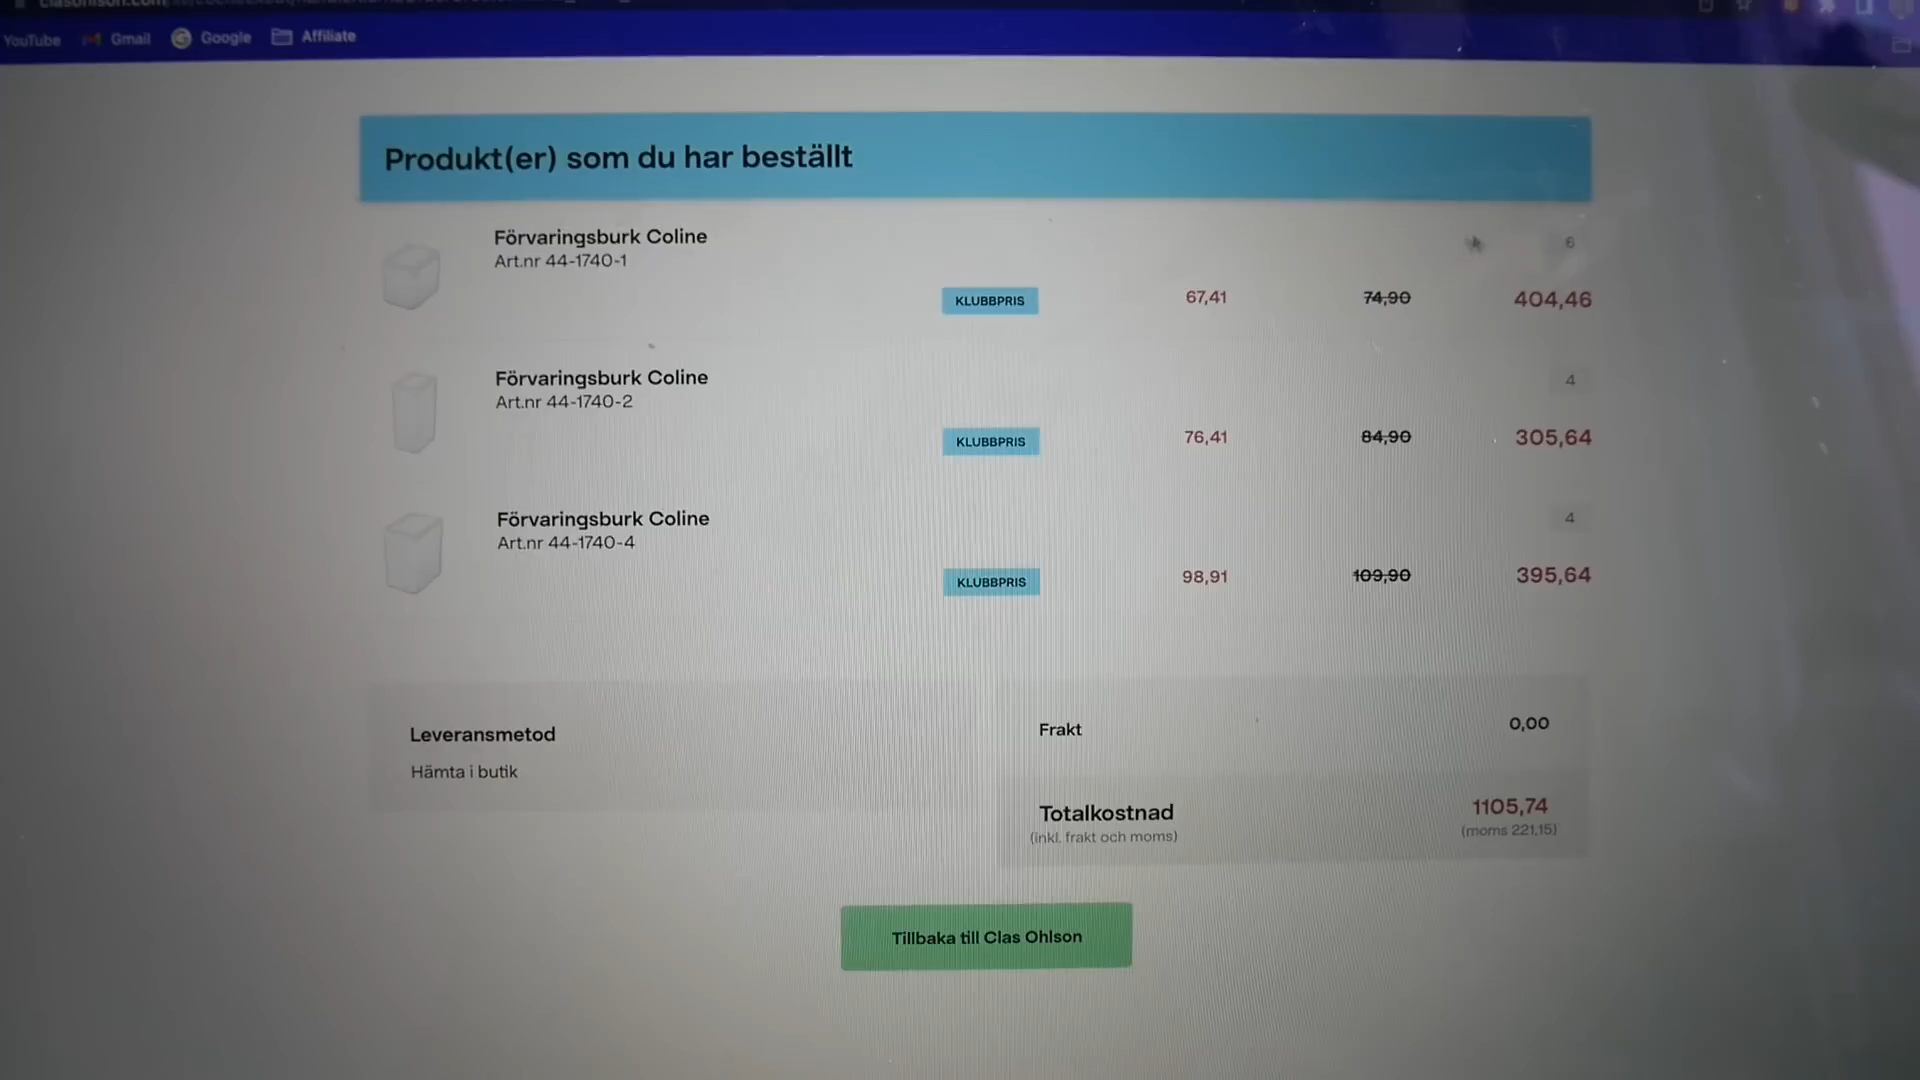 YouTube Gmail Google Affiliate
Produkt(er) som du har beställt
Förvaringsburk Coline
Art.nr 44-1740-1
6
KLUBBPRIS 67,41 74,90 404,46
Förvaringsburk Coline
Art.nr 44-1740-2
4
KLUBBPRIS 76,41 84,90 305,64
Förvaringsburk Coline
Art.nr 44-1740-4
4
KLUBBPRIS 98,91 109,90 395,64
Leveransmetod
Hämta i butik
Frakt 0,00
Totalkostnad 1105,74
(inkl. frakt och moms) (moms 221,15)
Tillbaka till Clas Ohlson